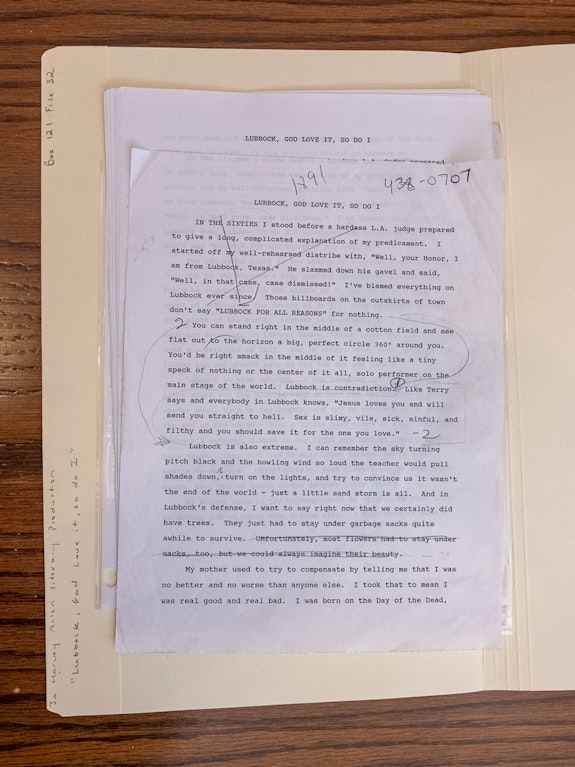 Box 121 File 32
Jo Harvey Allen literary production
"Lubbock, God Love it, so do I"
LUBBOCK, GOD LOVE IT, SO DO I
1891
438-0707
LUBBOCK, GOD LOVE IT, SO DO I
IN THE SIXTIES I stood before a hardass L.A. judge prepared
to give a long, complicated explanation of my predicament. I
started off my well-rehearsed diatribe with, "Well, your Honor, I
am from Lubbock, Texas." He slammed down his gavel and said,
"Well, in that case, case dismissed!" I've blamed everything on
Lubbock ever since. Those billboards on the outskirts of town
don't say "LUBBOCK FOR ALL REASONS" for nothing.
2 You can stand right in the middle of a cotton field and see
flat out to the horizon a big, perfect circle 360° around you.
You'd be right smack in the middle of it feeling like a tiny
speck of nothing or the center of it all, solo performer on the
main stage of the world. Lubbock is contradiction. 1 Like Terry
says and everybody in Lubbock knows, "Jesus loves you and will
send you straight to hell. Sex is slimy, vile, sick, sinful, and
filthy and you should save it for the one you love." -2
Lubbock is also extreme. I can remember the sky turning
pitch black and the howling wind so loud the teacher would pull
shades down, turn on the lights, and try to convince us it wasn't
the end of the world - just a little sand storm is all. And in
Lubbock's defense, I want to say right now that we certainly did
have trees. They just had to stay under garbage sacks quite
awhile to survive. Unfortunately, most flowers had to stay under
sacks, too, but we could always imagine their beauty.
My mother used to try to compensate by telling me that I was
no better and no worse than anyone else. I took that to mean I
was real good and real bad. I was born on the Day of the Dead,